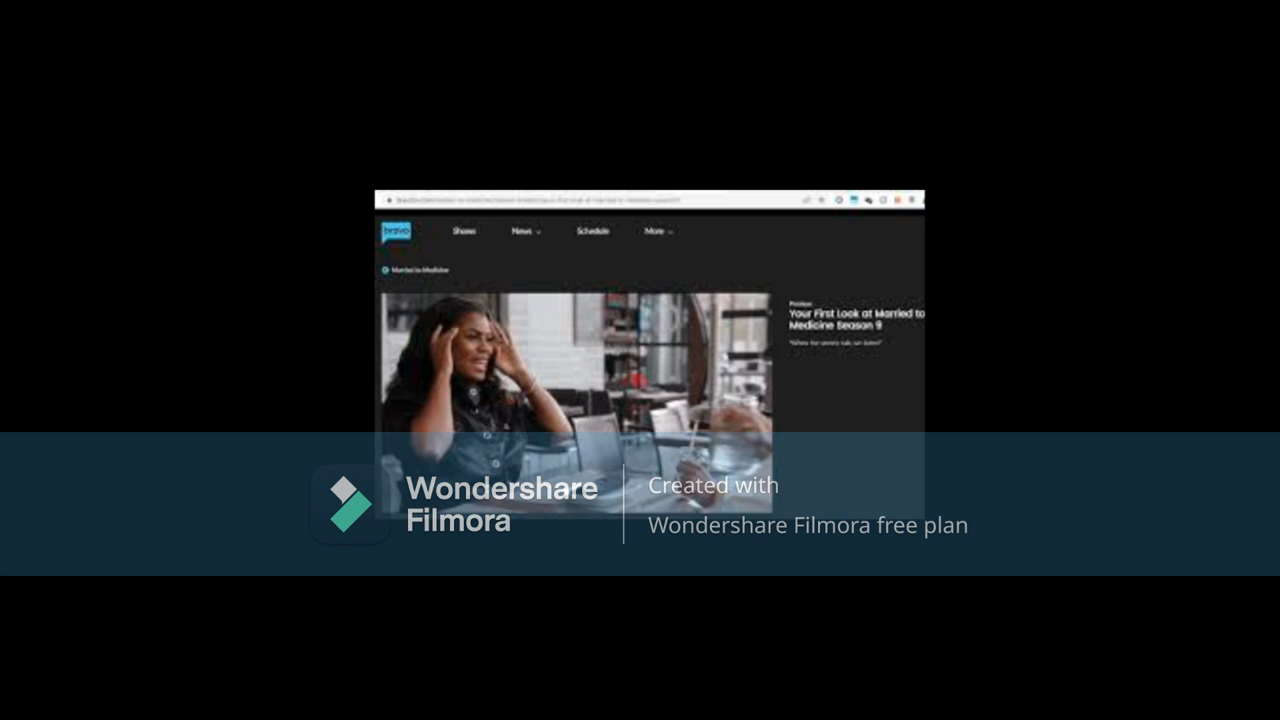 bravo
Shows News Schedule More
Married to Medicine
Preview
Your First Look at Married to
Medicine Season 9
Wondershare
Filmora
Created with
Wondershare Filmora free plan